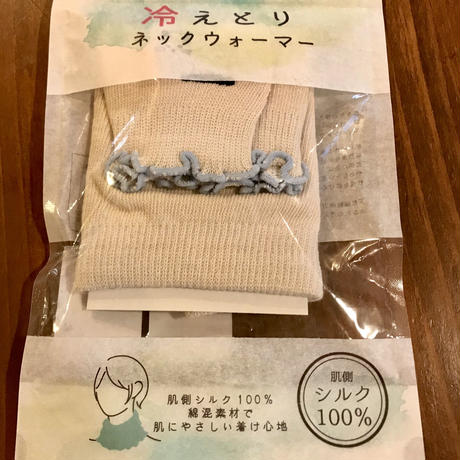 冷えとり
ネックウォーマー
肌側シルク100%
綿混素材で
肌にやさしい着け心地
肌側
シルク
100%